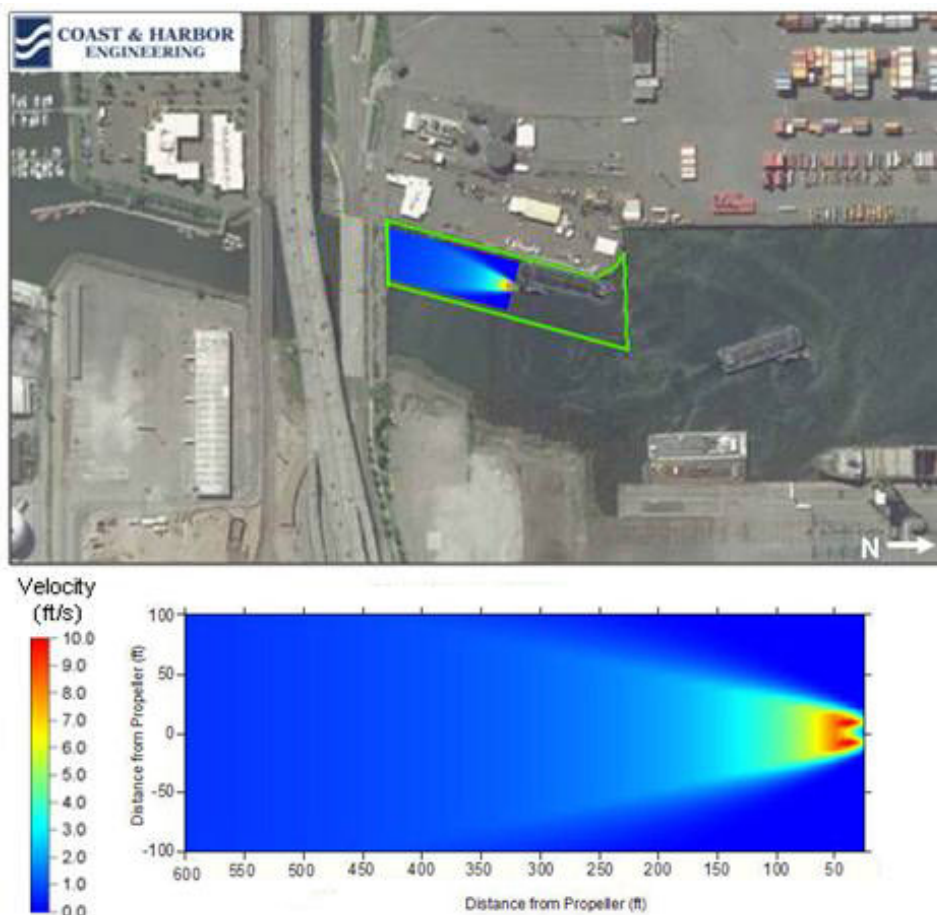 COAST & HARBOR
ENGINEERING
N
Velocity
(ft/s)
10.0
9.0
8.0
7.0
6.0
5.0
4.0
3.0
2.0
1.0
0.0
Distance from Propeller (ft)
100
50
0
-50
-100
600 550 500 450 400 350 300 250 200 150 100 50
Distance from Propeller (ft)